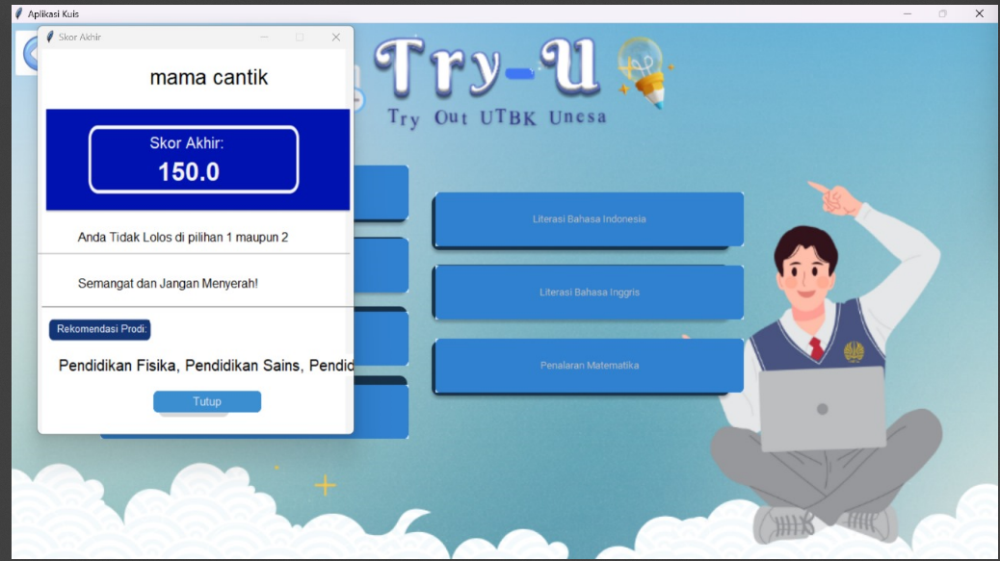 Aplikasi Kuis
Skor Akhir
mama cantik
Skor Akhir:
150.0
Anda Tidak Lolos di pilihan 1 maupun 2
Semangat dan Jangan Menyerah!
Rekomendasi Prodi:
Pendidikan Fisika, Pendidikan Sains, Pendid
Tutup
Try-U
Try Out UTBK Unesa
Literasi Bahasa Indonesia
Literasi Bahasa Inggris
Penalaran Matematika